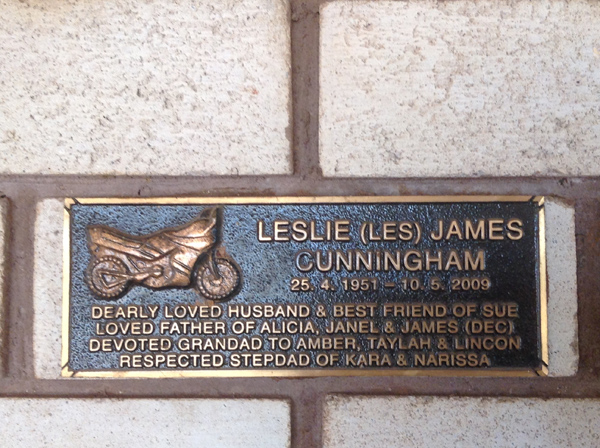 LESLIE (LES) JAMES
CUNNINGHAM
25. 4. 1951 – 10. 5. 2009
DEARLY LOVED HUSBAND & BEST FRIEND OF SUE
LOVED FATHER OF ALICIA, JANEL & JAMES (DEC)
DEVOTED GRANDAD TO AMBER, TAYLAH & LINCON
RESPECTED STEPDAD OF KARA & NARISSA